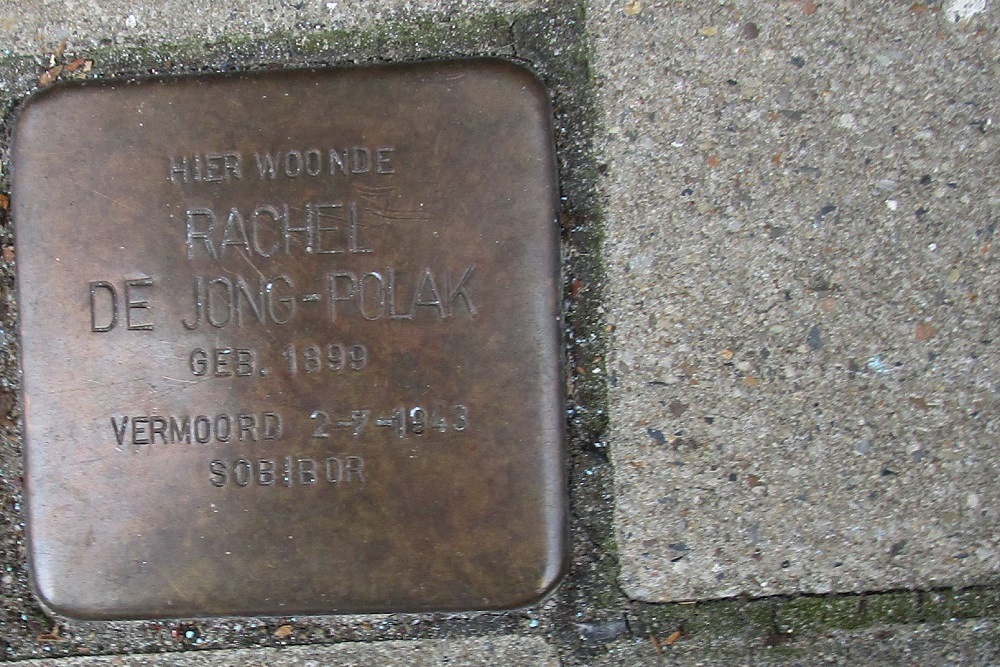 HIER WOONDE
RACHEL
DE JONG-POLAK
GEB. 1899
VERMOORD 2-7-1943
SOBIBOR